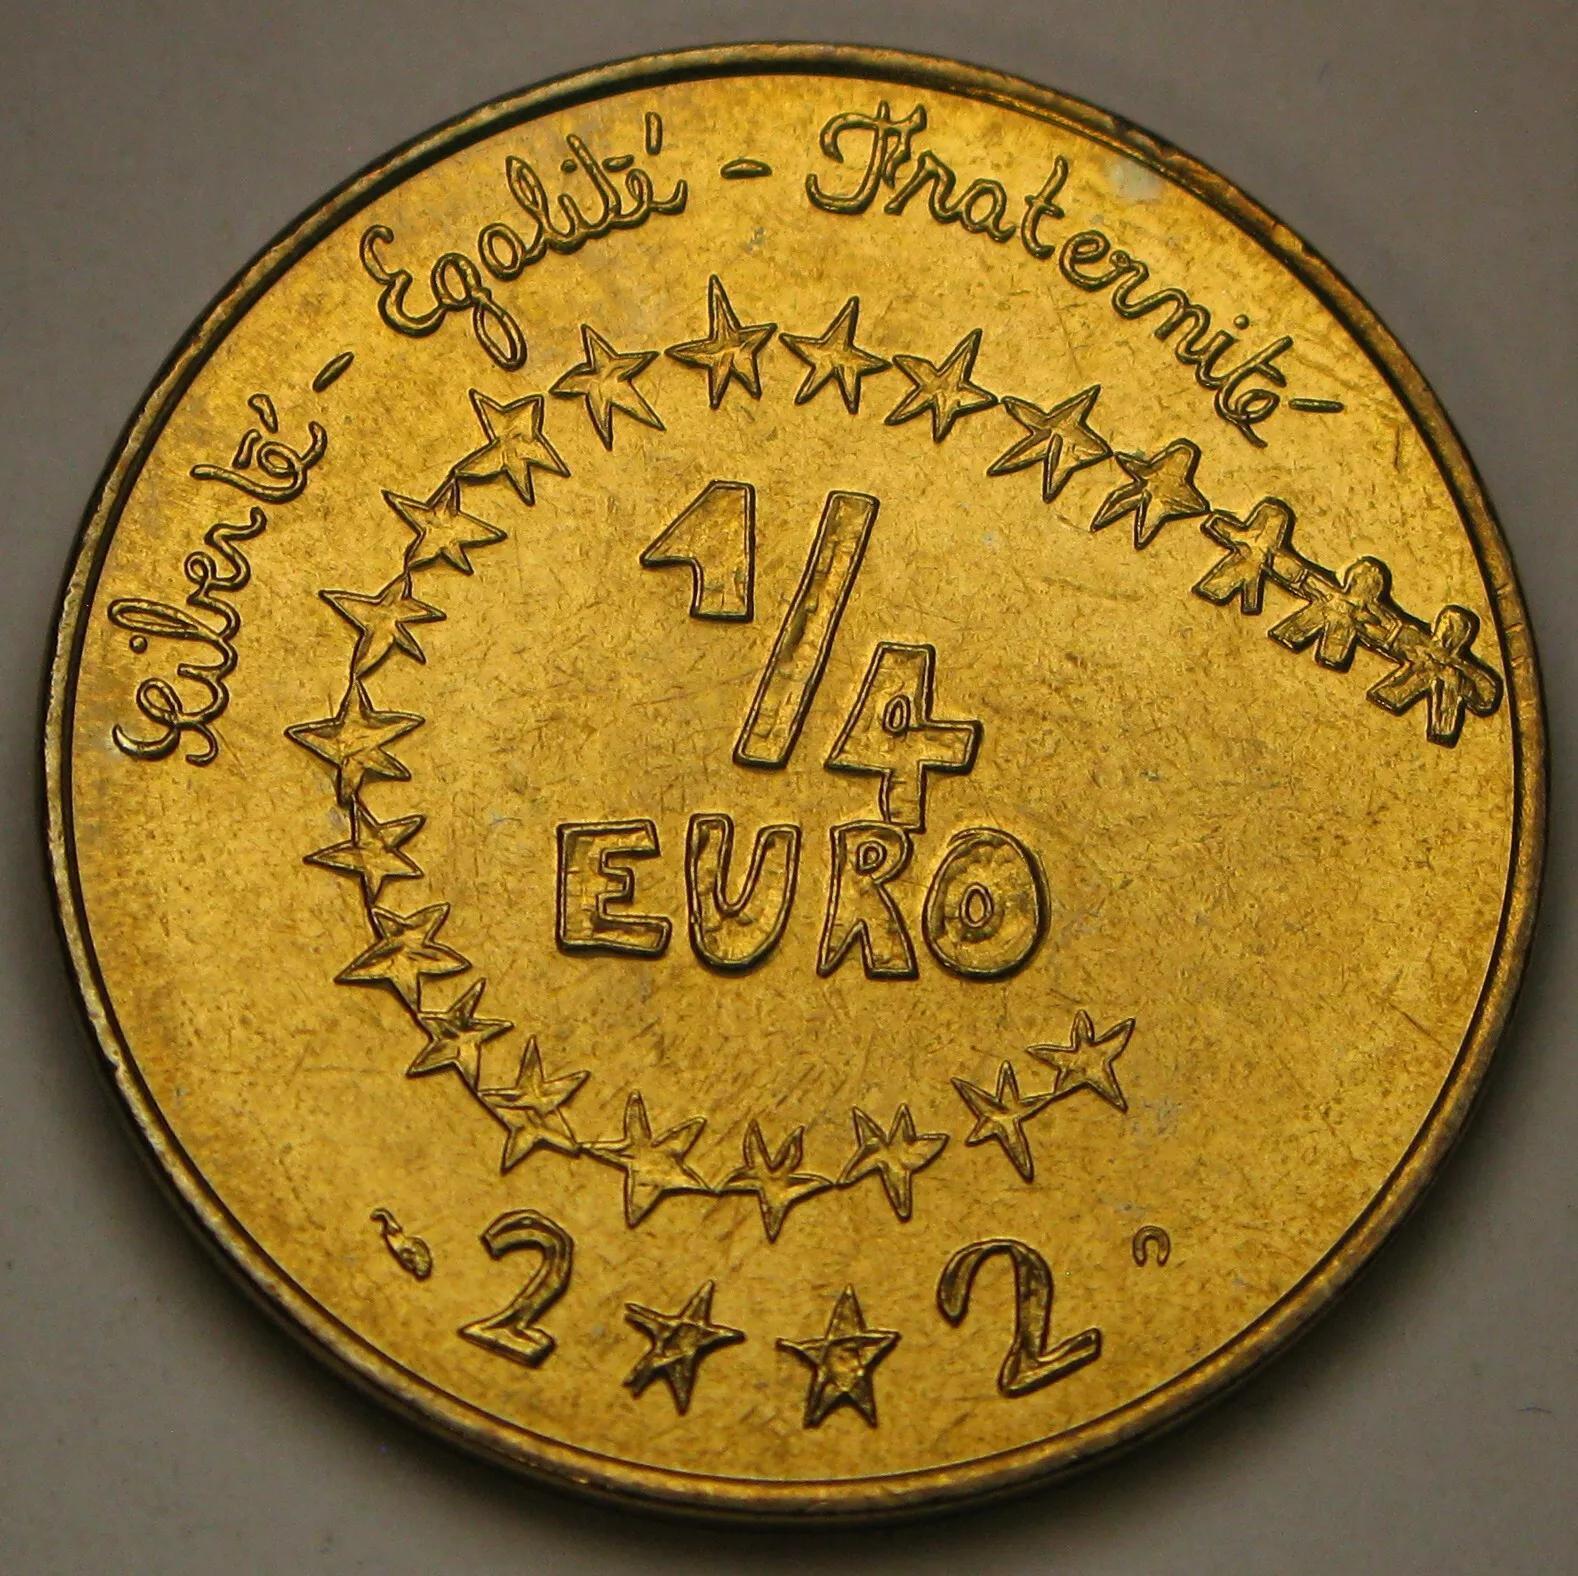 Liberté - Egalité - Fraternité
1/4
EURO
2★★2